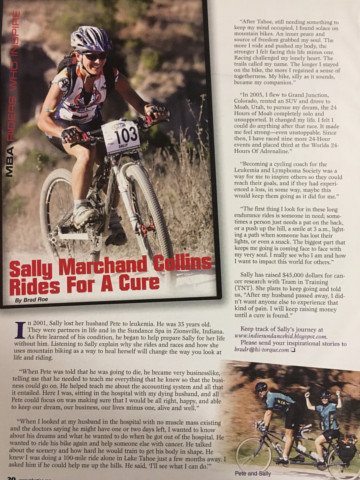 MBA
INSPIRE
103
Sally Marchand Collins
Rides For A Cure
By Brad Roe
In 2001, Sally lost her husband Pete to leukemia. He was 35 years old.
They were partners in life and in the Sundance Spa in Zionsville, Indiana.
As Pete learned of his condition, he began to help prepare Sally for life
without him. Listening to Sally explain why she rides and races and how she
uses mountain biking as a way to heal herself will change the way you look at
life and riding.
"When Pete was told that he was going to die, he became very businesslike,
telling me that he needed to teach me everything that he knew so that the busi-
ness could go on. He helped teach me about the accounting and all that
it entailed. Here I was, sitting in the hospital with my dying husband, and all
Pete could focus on was making sure that I would be all right, happy, and able
to keep our dream, our business, our lives minus one, alive and well."
"When I looked at my husband in the hospital with no muscle mass existing
and the doctors saying he might have one or two days left, I wanted to know
about his dreams and what he wanted to do when he got out of the hospital. He
wanted to ride his bike again and help someone else with cancer. He talked
about the scenery and how hard he would train to get his body in shape. He
knew I was doing a 100-mile ride alone in Lake Tahoe just a few months away. I
asked him if he could help me up the hills. He said, 'I'll see what I can do.'"
"After Tahoe, still needing something to
keep my mind occupied, I found solace on
mountain bikes. An inner peace and
source of freedom grabbed my soul. The
more I rode and pushed my body, the
stronger I felt facing this life minus one.
Racing challenged my lonely heart. The
trails called my name. The longer I stayed
on the bike, the more I regained a sense of
togetherness. My bike, silly as it sounds,
became my companion."
"In 2005, I flew to Grand Junction,
Colorado, rented an SUV and drove to
Moab, Utah, to pursue my dream, the 24
Hours of Moab completely solo and
unsupported. It changed my life. I felt I
could do anything after that race. It made
me feel strong—even unstoppable. Since
then, I have raced nine more 24-Hour
events and placed third at the Worlds 24
Hours Of Adrenaline."
"Becoming a cycling coach for the
Leukemia and Lymphoma Society was a
way for me to inspire others so they could
reach their goals, and if they had experi-
enced a loss, in some way, maybe this
would keep them going as it did for me."
"The first thing I look for in these long
endurance rides is someone in need; some-
times a person just needs a pat on the back,
or a push up the hill, a smile at 3 a.m., light-
ing a path when someone has lost their
lights, or even a snack. The biggest part that
keeps me going is coming face to face with
my very soul. I really see who I am and how
I want to impact this world for others."
Sally has raised $45,000 dollars for can-
cer research with Team in Training
(TNT). She plans to keep going and told
us, "After my husband passed away, I did-
n't want anyone else to experience that
kind of pain. I will keep raising money
until a cure is found."
Keep track of Sally's journey at
Please send your inspirational stories to
bradr@hi-torque.com
Pete and Sally
20